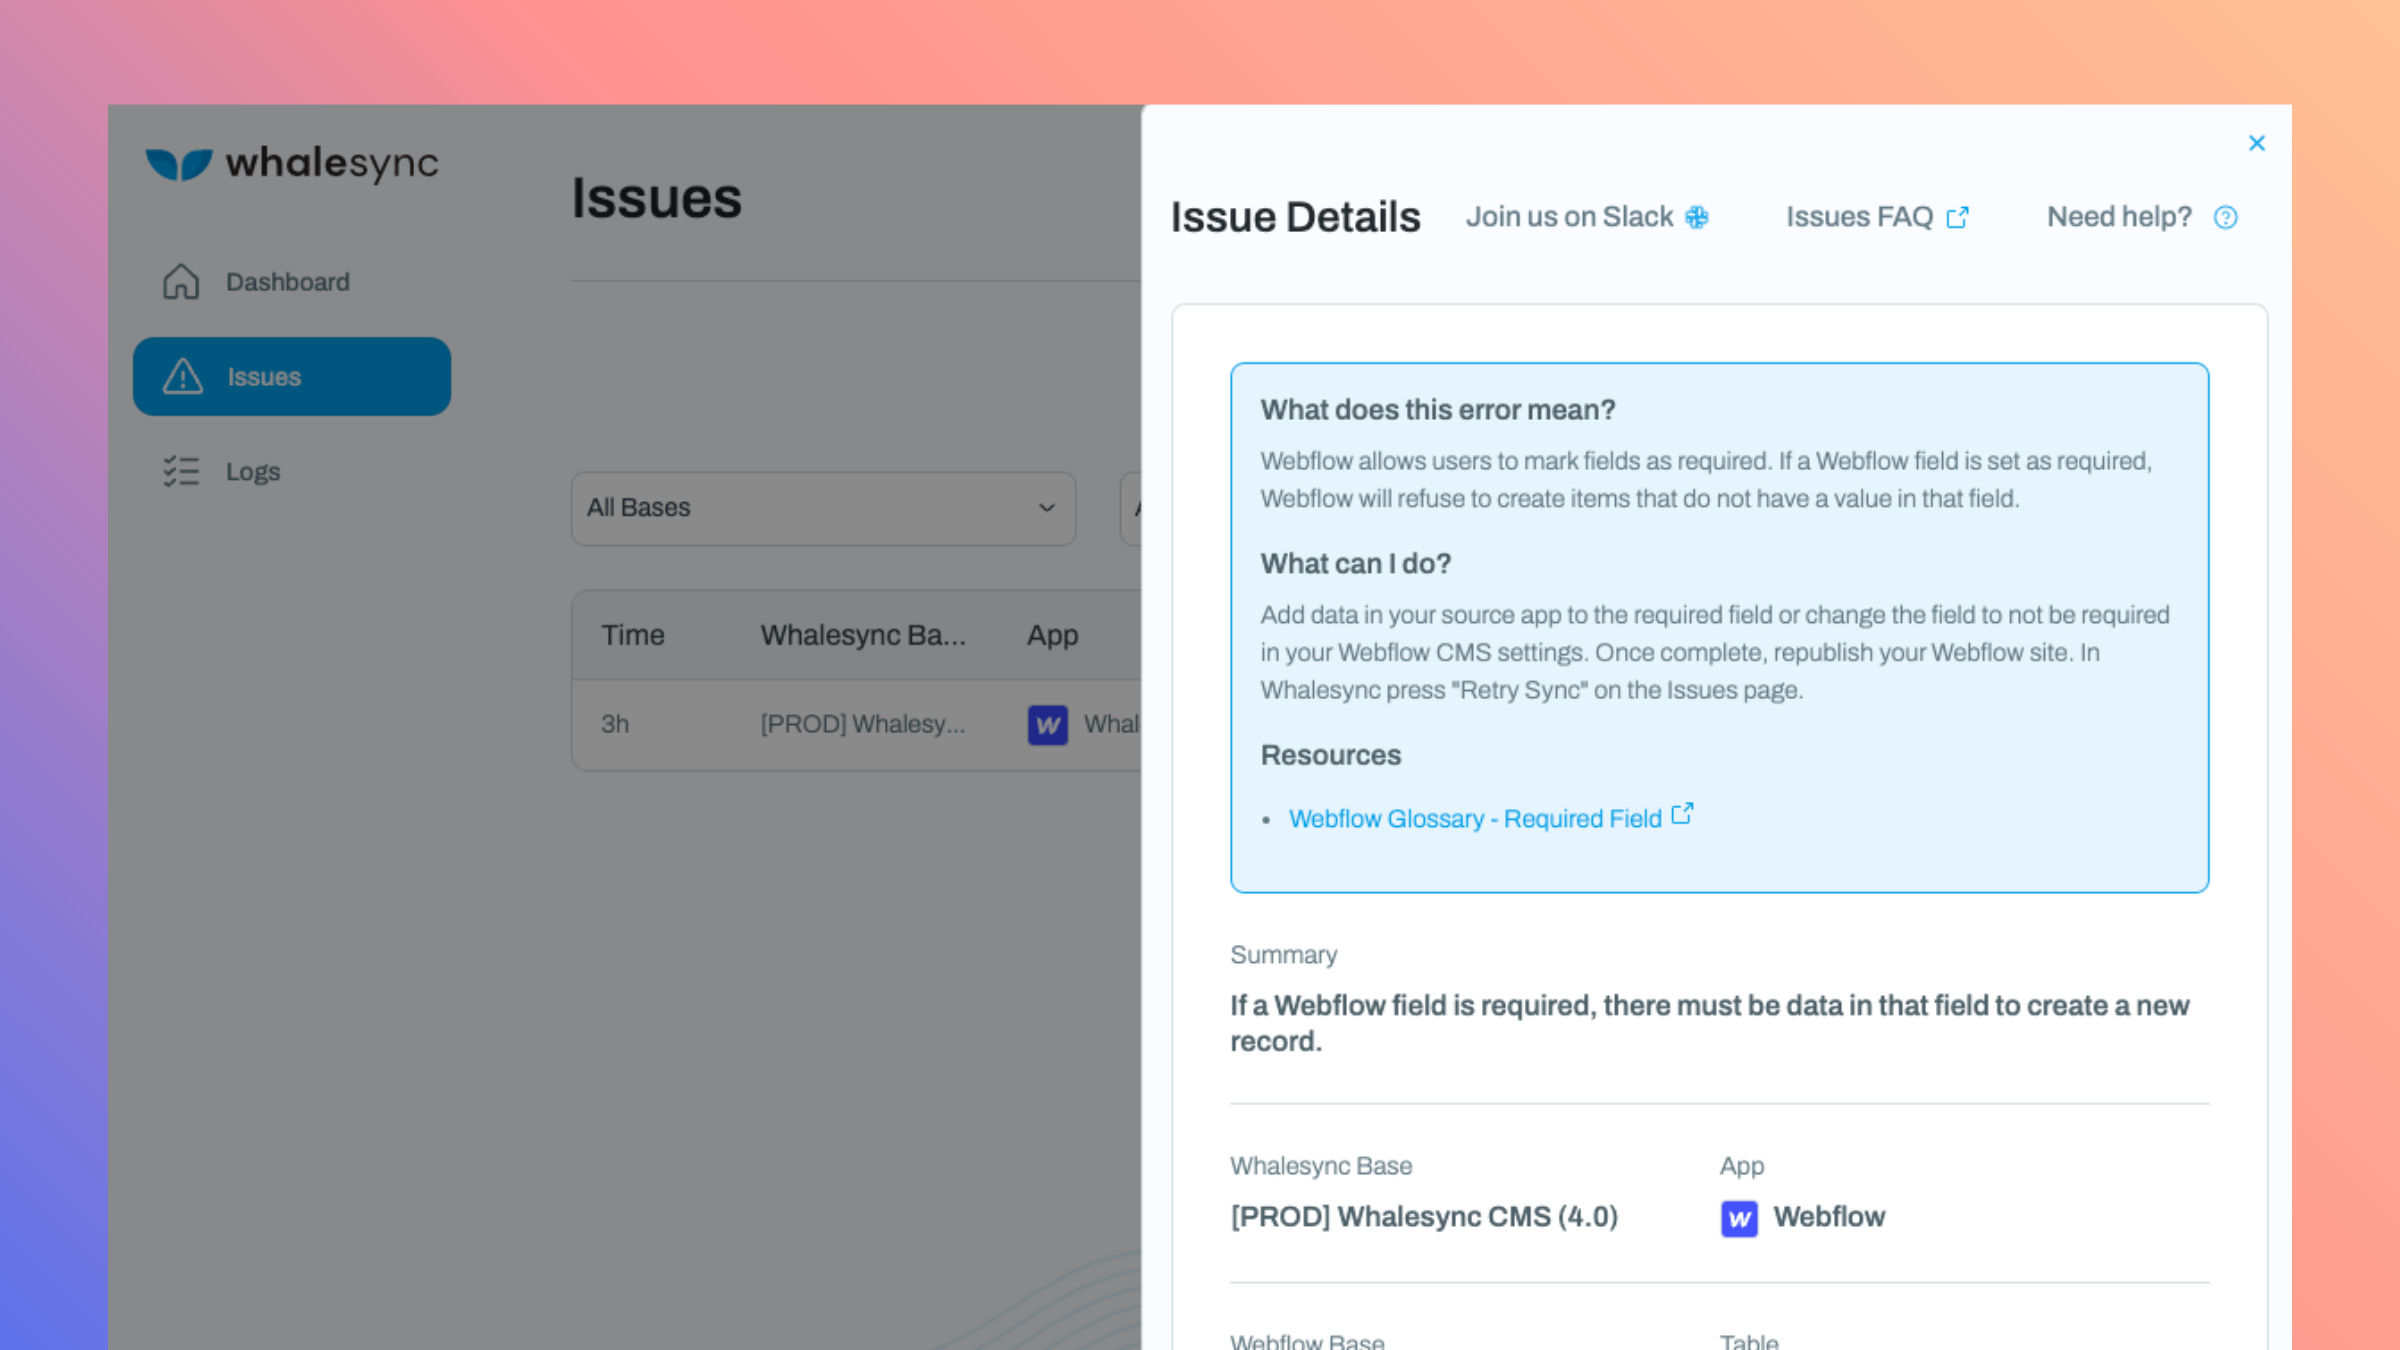 whalesync
Dashboard
Issues
Logs
Issues
All Bases
Time Whalesync Ba... App
3h [PROD] Whalesy... Whal
Issue Details Join us on Slack Issues FAQ Need help?
What does this error mean?
Webflow allows users to mark fields as required. If a Webflow field is set as required,
Webflow will refuse to create items that do not have a value in that field.
What can I do?
Add data in your source app to the required field or change the field to not be required
in your Webflow CMS settings. Once complete, republish your Webflow site. In
Whalesync press "Retry Sync" on the Issues page.
Resources
• Webflow Glossary - Required Field
Summary
If a Webflow field is required, there must be data in that field to create a new
record.
Whalesync Base App
[PROD] Whalesync CMS (4.0) Webflow
Webflow Base Table